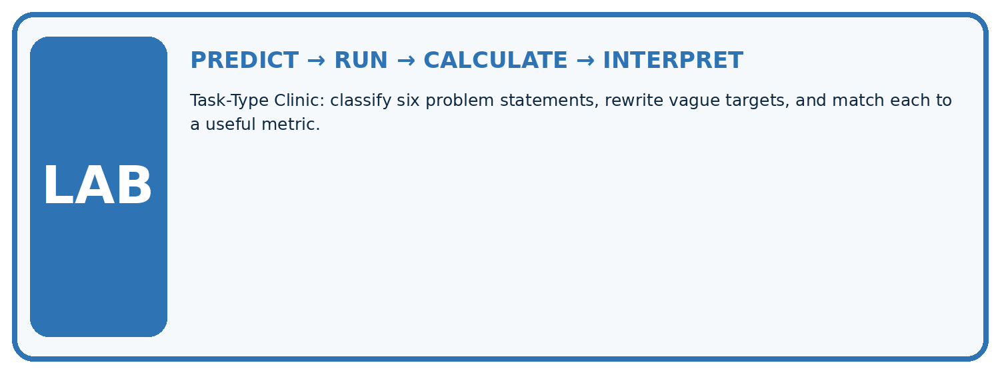 LAB
PREDICT → RUN → CALCULATE → INTERPRET
Task-Type Clinic: classify six problem statements, rewrite vague targets, and match each to
a useful metric.